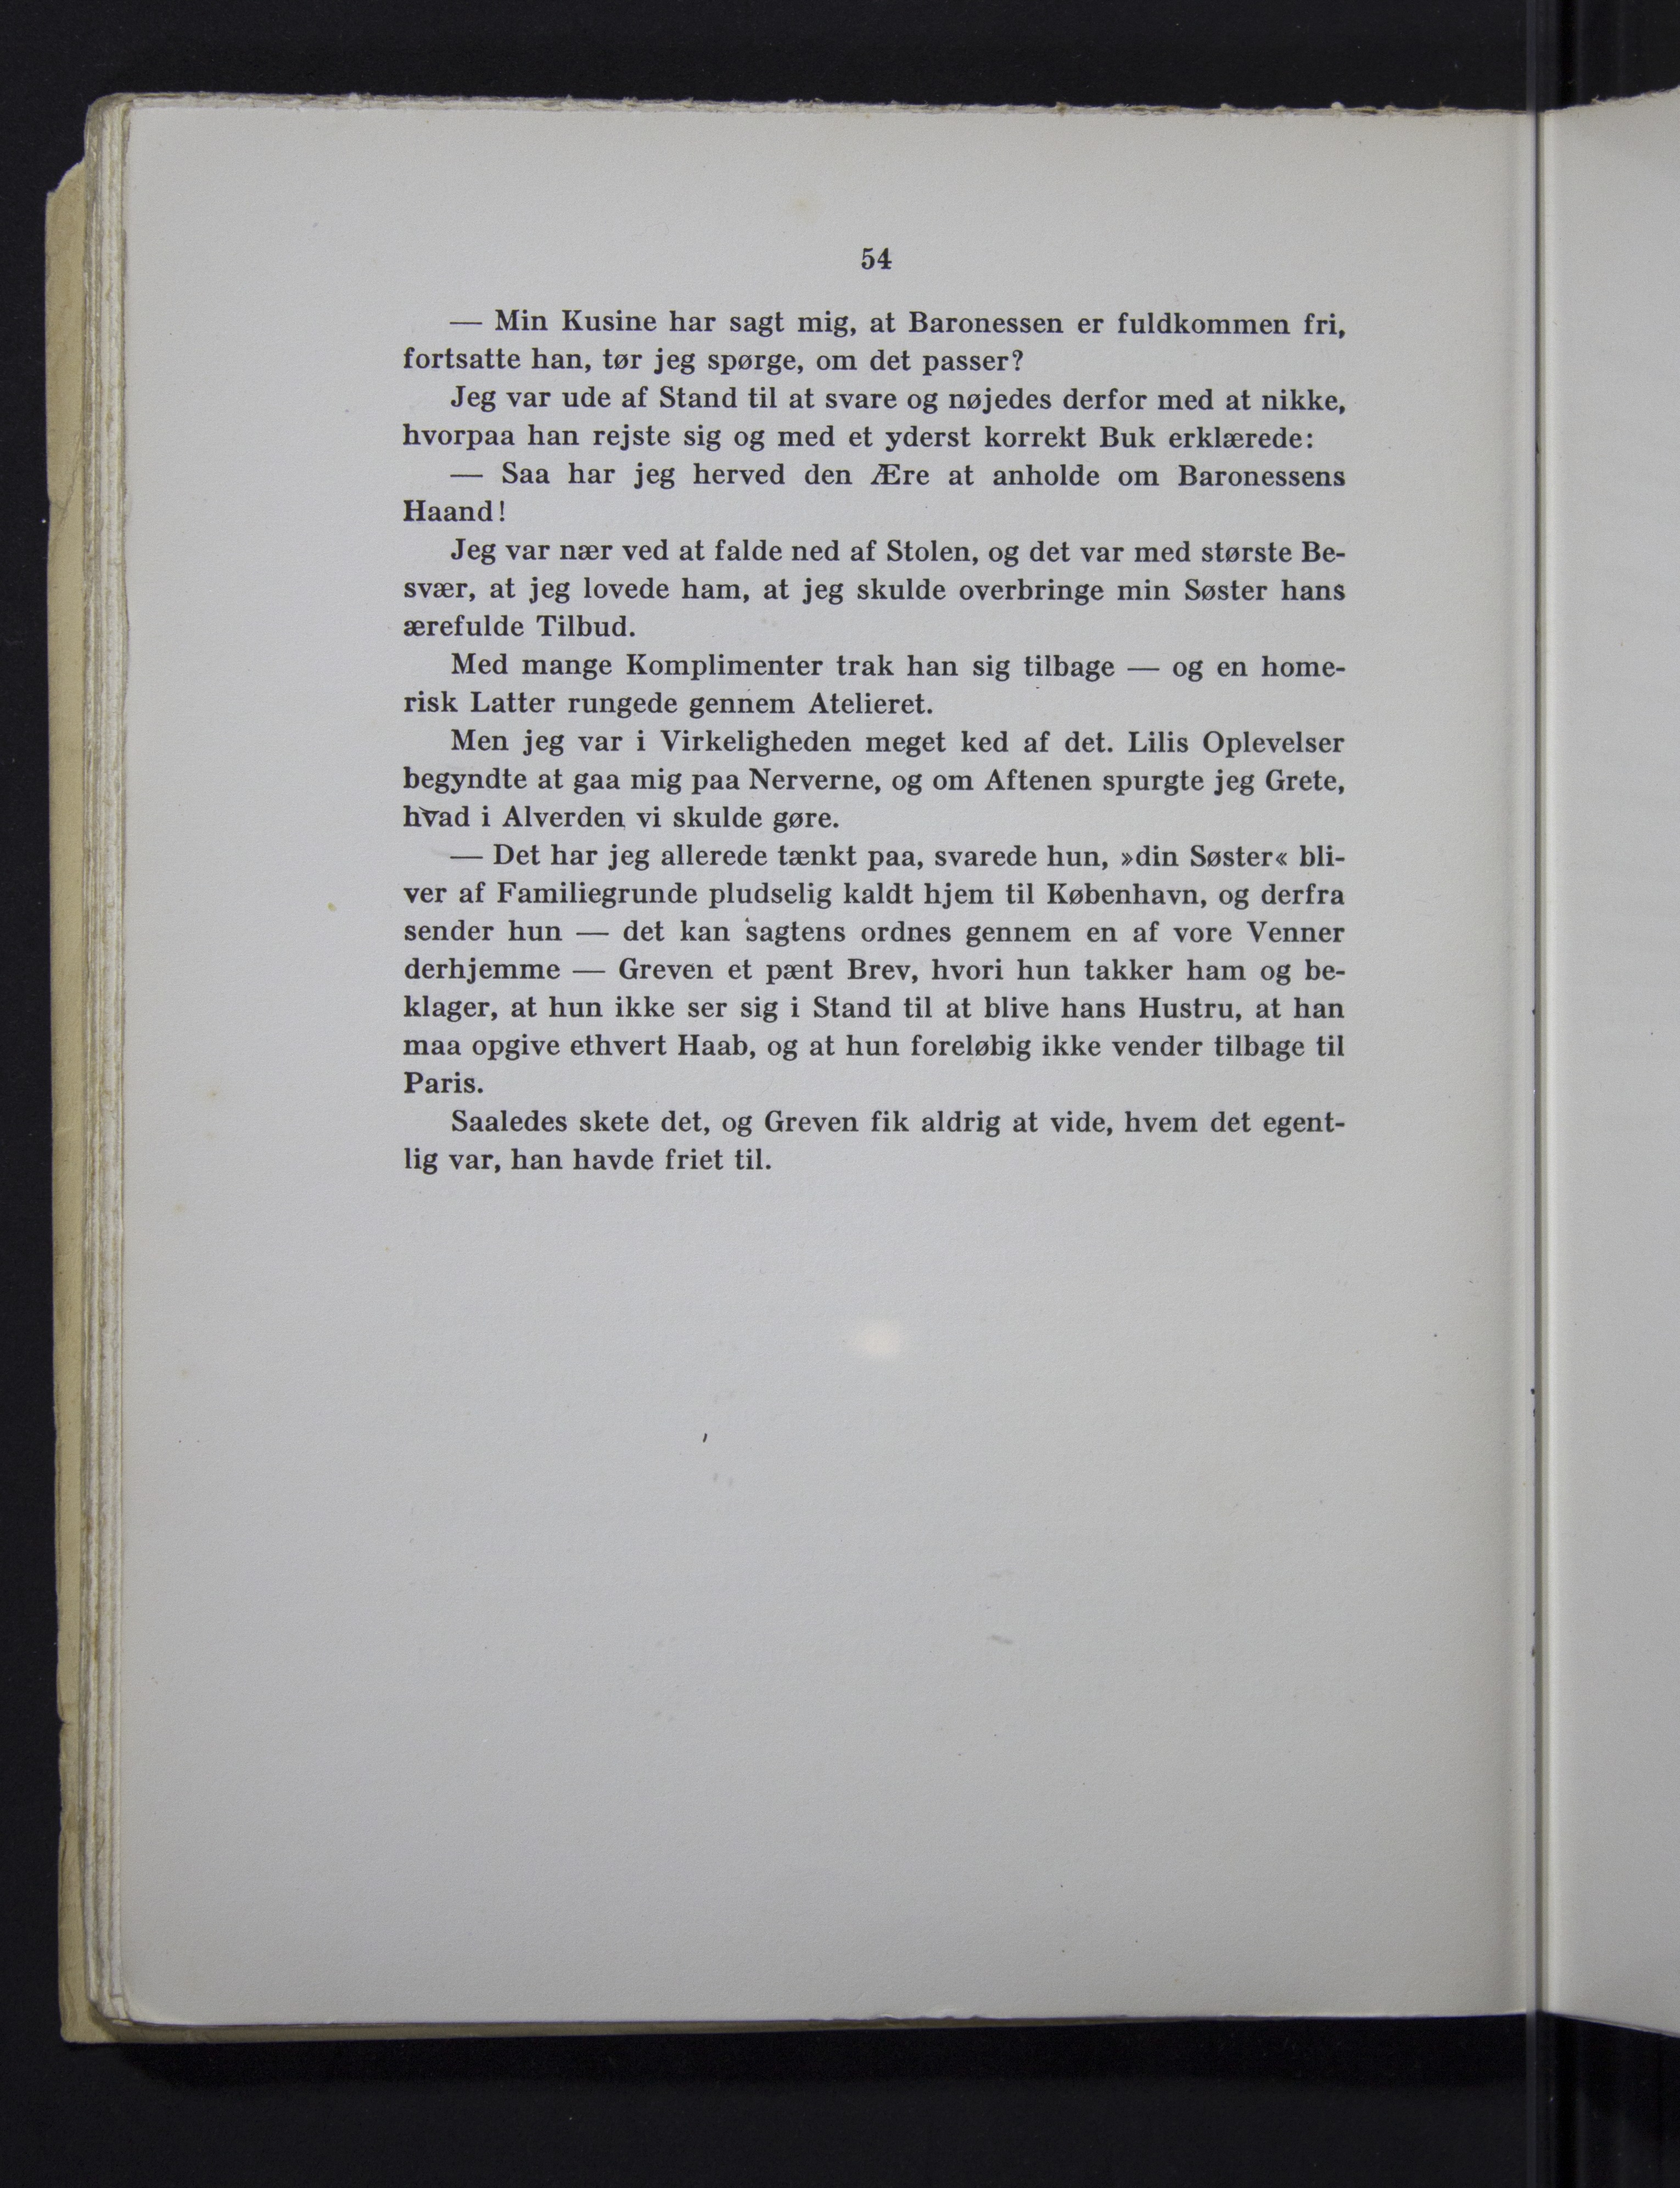 54
— Min Kusine har sagt mig, at Baronessen er fuldkommen fri,
fortsatte han, tør jeg spørge, om det passer?
Jeg var ude af Stand til at svare og nøjedes derfor med at nikke,
hvorpaa han rejste sig og med et yderst korrekt Buk erklærede:
— Saa har jeg herved den Ære at anholde om Baronessens
Haand!
Jeg var nær ved at falde ned af Stolen, og det var med største Be-
svær, at jeg lovede ham, at jeg skulde overbringe min Søster hans
ærefulde Tilbud.
Med mange Komplimenter trak han sig tilbage — og en home-
risk Latter rungede gennem Atelieret.
Men jeg var i Virkeligheden meget ked af det. Lilis Oplevelser
begyndte at gaa mig paa Nerverne, og om Aftenen spurgte jeg Grete,
hvad i Alverden vi skulde gøre.
— Det har jeg allerede tænkt paa, svarede hun, »din Søster« bli-
ver af Familiegrunde pludselig kaldt hjem til København, og derfra
sender hun — det kan sagtens ordnes gennem en af vore Venner
derhjemme — Greven et pænt Brev, hvori hun takker ham og be-
klager, at hun ikke ser sig i Stand til at blive hans Hustru, at han
maa opgive ethvert Haab, og at hun foreløbig ikke vender tilbage til
Paris.
Saaledes skete det, og Greven fik aldrig at vide, hvem det egent-
lig var, han havde friet til.